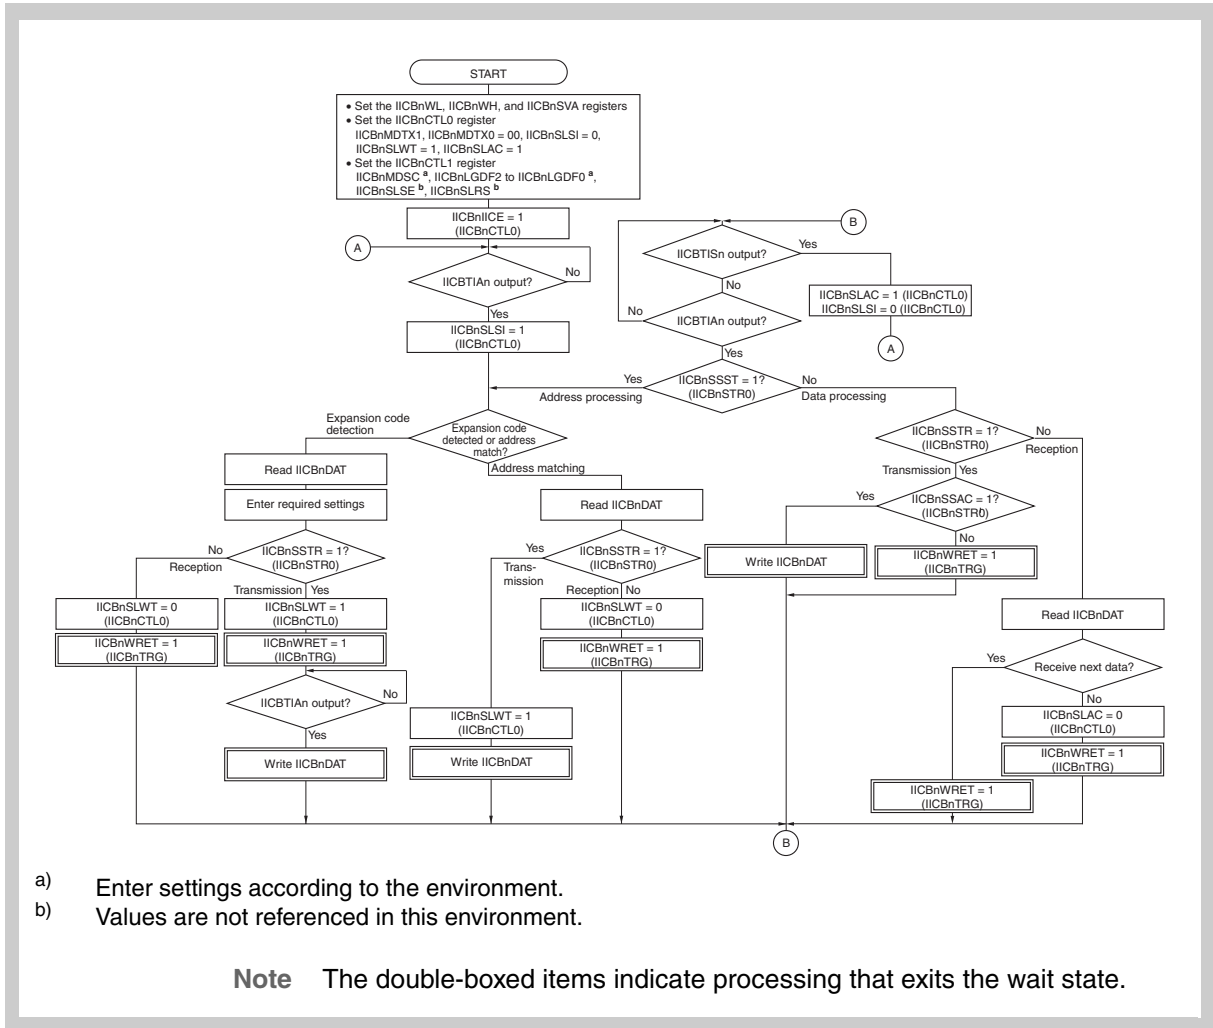 START
• Set the IICBnWL, IICBnWH, and IICBnSVA registers
• Set the IICBnCTL0 register
IICBnMDTX1, IICBnMDTX0 = 00, IICBnSLSI = 0,
IICBnSLWT = 1, IICBnSLAC = 1
• Set the IICBnCTL1 register
IICBnMDSC a, IICBnLGDF2 to IICBnLGDF0 a,
IICBnSLSE b, IICBnSLRS b
IICBnIICE = 1
(IICBnCTL0)
A
IICBTIAn output?
No
Yes
IICBnSLSI = 1
(IICBnCTL0)
B
IICBTISn output?
Yes
No
IICBnSLAC = 1 (IICBnCTL0)
IICBnSLSI = 0 (IICBnCTL0)
A
No
IICBTIAn output?
Yes
IICBnSSST = 1?
(IICBnSTR0)
Yes
Address processing
No
Data processing
Expansion code
detection
Expansion code
detected or address
match?
Address matching
Read IICBnDAT
Enter required settings
IICBnSSTR = 1?
(IICBnSTR0)
No
Reception
Transmission Yes
IICBnSLWT = 0
(IICBnCTL0)
IICBnWRET = 1
(IICBnTRG)
IICBnSLWT = 1
(IICBnCTL0)
IICBnWRET = 1
(IICBnTRG)
IICBTIAn output?
No
Yes
Write IICBnDAT
Read IICBnDAT
IICBnSSTR = 1?
(IICBnSTR0)
Yes
Trans-
mission
Reception No
IICBnSLWT = 0
(IICBnCTL0)
IICBnWRET = 1
(IICBnTRG)
IICBnSLWT = 1
(IICBnCTL0)
Write IICBnDAT
IICBnSSTR = 1?
(IICBnSTR0)
No
Reception
Transmission Yes
IICBnSSAC = 1?
(IICBnSTR0)
Yes
No
Write IICBnDAT
IICBnWRET = 1
(IICBnTRG)
Read IICBnDAT
Receive next data?
Yes
No
IICBnSLAC = 0
(IICBnCTL0)
IICBnWRET = 1
(IICBnTRG)
IICBnWRET = 1
(IICBnTRG)
B
a) Enter settings according to the environment.
b) Values are not referenced in this environment.
Note The double-boxed items indicate processing that exits the wait state.